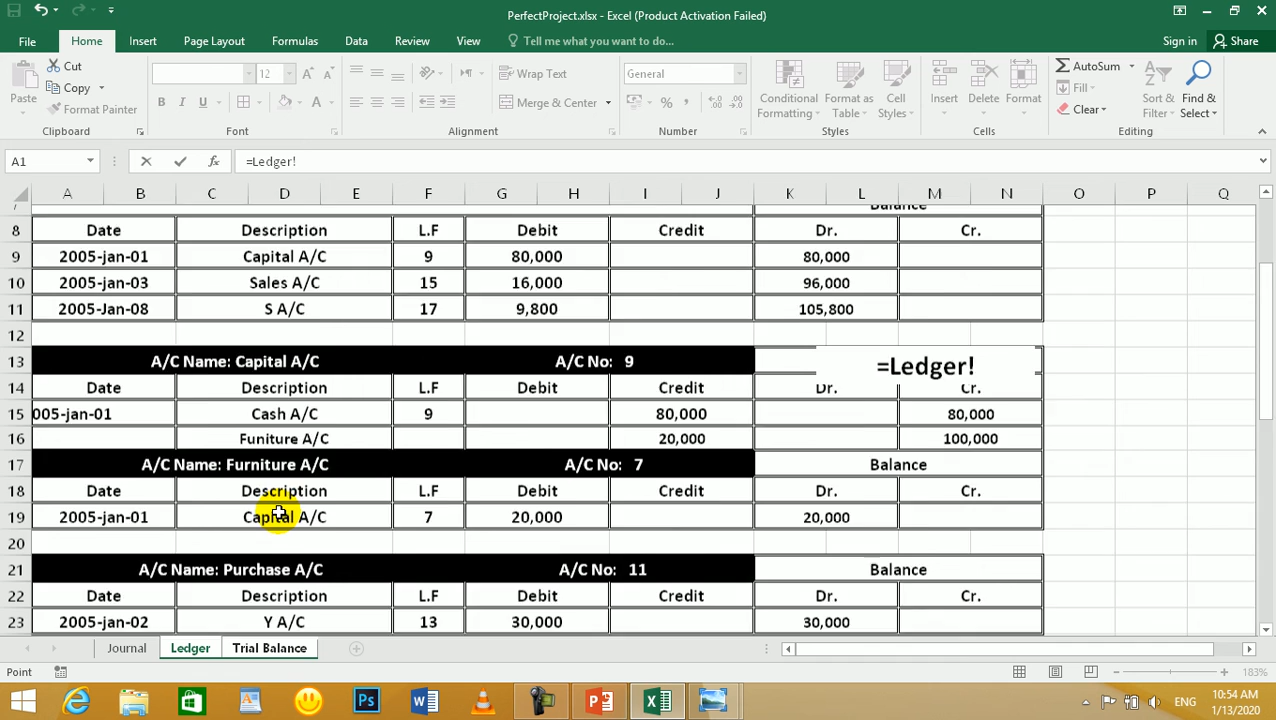 PerfectProject.xlsx - Excel (Product Activation Failed)
File Home Insert Page Layout Formulas Data Review View Tell me what you want to do... Sign in Share
Cut
Copy
Format Painter
Paste
12
Wrap Text
Merge & Center
General
Conditional Formatting
Format as Table
Cell Styles
Insert
Delete
Format
AutoSum
Fill
Clear
Sort & Filter
Find & Select
Clipboard Font Alignment Number Styles Cells Editing
A1 =Ledger!
A B C D E F G H I J K L M N O P Q
7 Balance
8 Date Description L.F Debit Credit Dr. Cr.
9 2005-jan-01 Capital A/C 9 80,000 80,000
10 2005-jan-03 Sales A/C 15 16,000 96,000
11 2005-Jan-08 S A/C 17 9,800 105,800
12
13 A/C Name: Capital A/C A/C No: 9 =Ledger!
14 Date Description L.F Debit Credit Dr. Cr.
15 005-jan-01 Cash A/C 9 80,000 80,000
16 Funiture A/C 20,000 100,000
17 A/C Name: Furniture A/C A/C No: 7 Balance
18 Date Description L.F Debit Credit Dr. Cr.
19 2005-jan-01 Capital A/C 7 20,000 20,000
20
21 A/C Name: Purchase A/C A/C No: 11 Balance
22 Date Description L.F Debit Credit Dr. Cr.
23 2005-jan-02 Y A/C 13 30,000 30,000
Journal Ledger Trial Balance
Point 183%
ENG
10:54 AM
1/13/2020